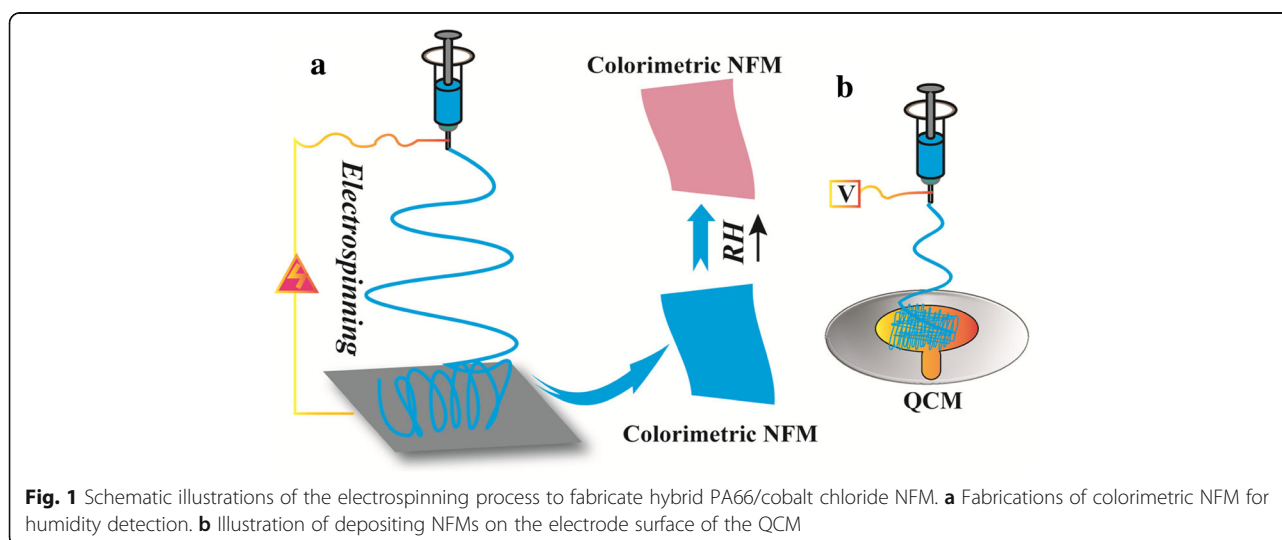 a
Colorimetric NFM
b
Electrospinning
V
RH
QCM
Colorimetric NFM
Fig. 1 Schematic illustrations of the electrospinning process to fabricate hybrid PA66/cobalt chloride NFM. a Fabrications of colorimetric NFM for
humidity detection. b Illustration of depositing NFMs on the electrode surface of the QCM